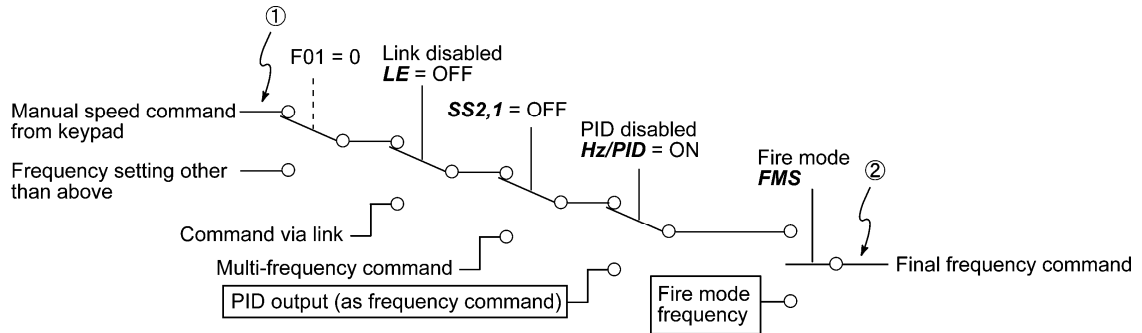 ①
F01 = 0
Link disabled
LE = OFF
SS2,1 = OFF
PID disabled
Hz/PID = ON
Fire mode
FMS
②
Manual speed command
from keypad
Frequency setting other
than above
Command via link
Multi-frequency command
PID output (as frequency command)
Fire mode
frequency
Final frequency command